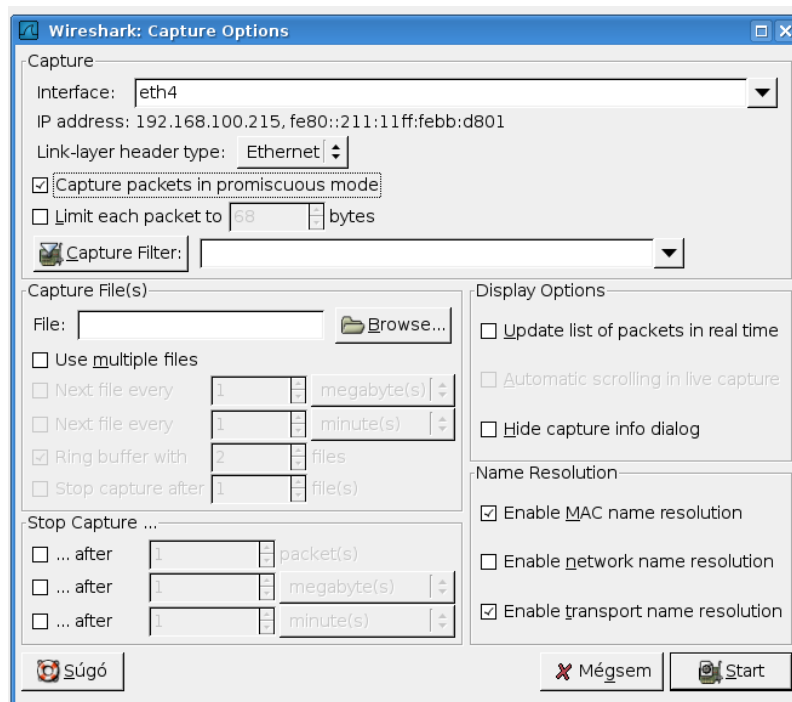 Wireshark: Capture Options
Capture
Interface: eth4
IP address: 192.168.100.215, fe80::211:11ff:febb:d801
Link-layer header type: Ethernet
Capture packets in promiscuous mode
Limit each packet to 68 bytes
Capture Filter:
Capture File(s)
File: Browse...
Use multiple files
Next file every 1 megabyte(s)
Next file every 1 minute(s)
Ring buffer with 2 files
Stop capture after 1 file(s)
Stop Capture ...
... after 1 packet(s)
... after 1 megabyte(s)
... after 1 minute(s)
Display Options
Update list of packets in real time
Automatic scrolling in live capture
Hide capture info dialog
Name Resolution
Enable MAC name resolution
Enable network name resolution
Enable transport name resolution
Súgó Mégsem Start